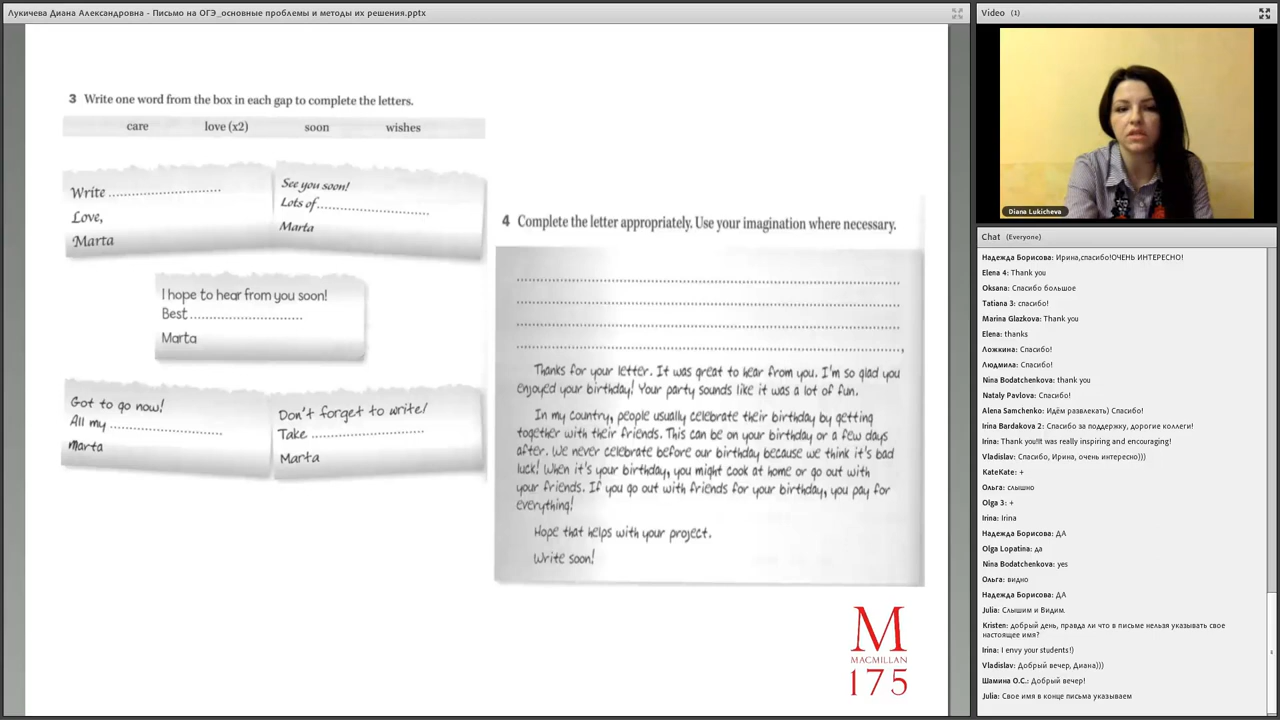 Лукичева Диана Александровна - Письмо на ОГЭ_основные проблемы и методы их решения.pptx
3 Write one word from the box in each gap to complete the letters.
care love (x2) soon wishes
Write ..............................
Love,
Marta
See you soon!
Lots of..............................
Marta
I hope to hear from you soon!
Best..............................
Marta
Got to go now!
All my ..............................
Marta
Don't forget to write!
Take ..............................
Marta
4 Complete the letter appropriately. Use your imagination where necessary.
Thanks for your letter. It was great to hear from you. I'm so glad you
enjoyed your birthday! Your party sounds like it was a lot of fun.
In my country, people usually celebrate their birthday by getting
together with their friends. This can be on your birthday or a few days
after. We never celebrate before our birthday because we think it's bad
luck! When it's your birthday, you might cook at home or go out with
your friends. If you go out with friends for your birthday, you pay for
everything!
Hope that helps with your project.
Write soon!
M
MACMILLAN
175
Video (1)
Diana Lukicheva
Chat (Everyone)
Надежда Борисова: Ирина,спасибо!ОЧЕНЬ ИНТЕРЕСНО!
Elena 4: Thank you
Oksana: Спасибо большое
Tatiana 3: спасибо!
Marina Glazkova: Thank you
Elena: thanks
Ложкина: Спасибо!
Людмила: Спасибо!
Nina Bodatchenkova: thank you
Nataly Pavlova: Спасибо!
Alena Samchenko: Идём развлекать) Спасибо!
Irina Bardakova 2: Спасибо за поддержку, дорогие коллеги!
Irina: Thank you!It was really inspiring and encouraging!
Vladislav: Спасибо, Ирина, очень интересно)))
KateKate: +
Ольга: слышно
Olga 3: +
Irina: Irina
Надежда Борисова: ДА
Olga Lopatina: да
Nina Bodatchenkova: yes
Ольга: видно
Надежда Борисова: ДА
Julia: Слышим и Видим.
Kristen: добрый день, правда ли что в письме нельзя указывать свое
настоящее имя?
Irina: I envy your students!)
Vladislav: Добрый вечер, Диана)))
Шамина О.С.: Добрый вечер!
Julia: Свое имя в конце письма указываем